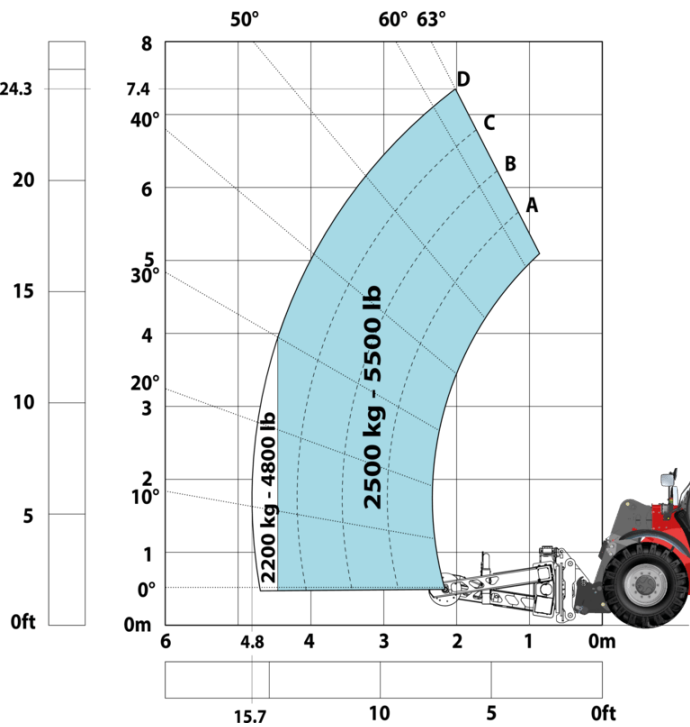 50° 60° 63°
8
24.3 7.4 D
40° C
20 6 B
A
5
30°
15
4
20°
10 3
2
10°
5
1
0°
0ft 0m
2500 kg - 5500 lb
2200 kg - 4800 lb
6 4.8 4 3 2 1 0m
15.7 10 5 0ft